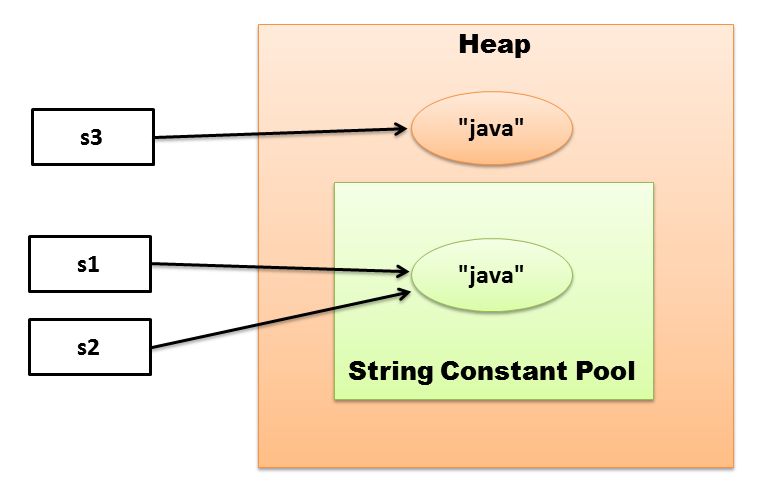 Heap
s3
"java"
s1
"java"
s2
String Constant Pool